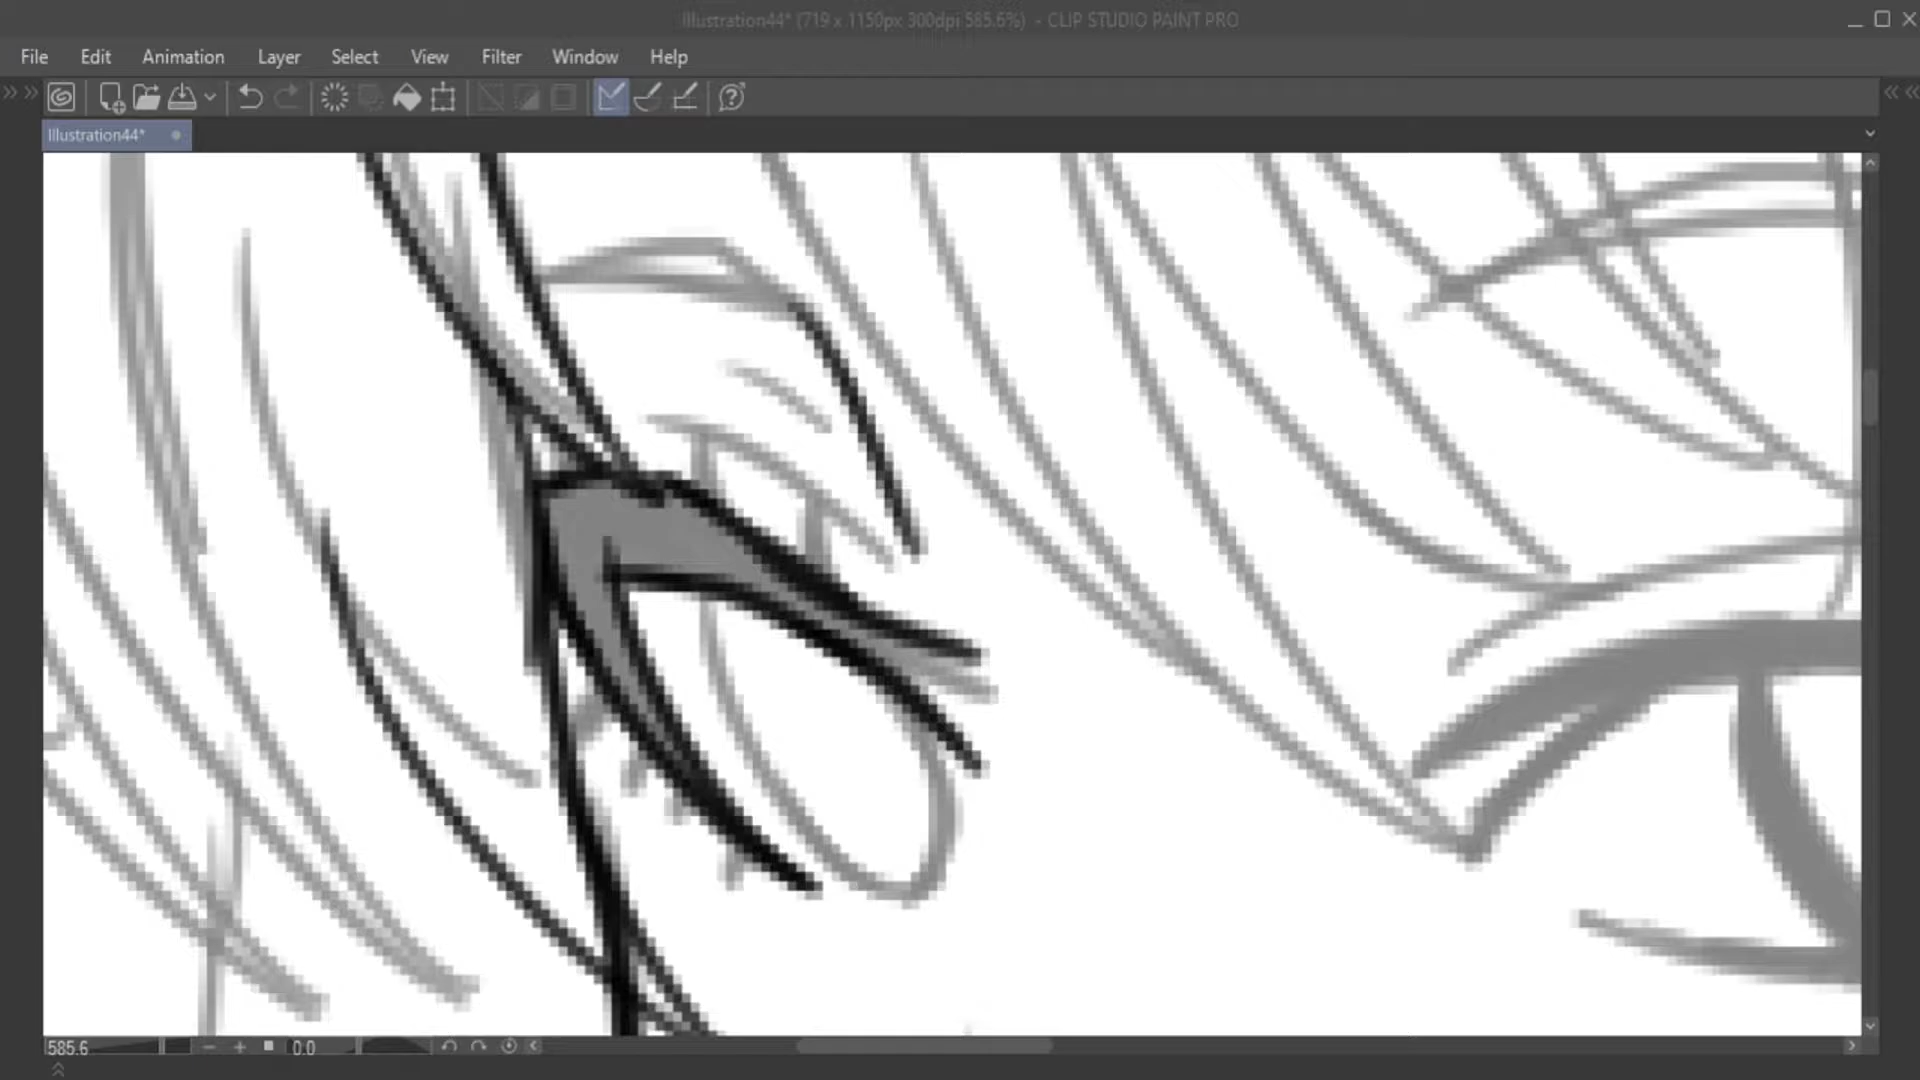 Illustration44* (719 x 1150px 300dpi 585.6%) - CLIP STUDIO PAINT PRO
File Edit Animation Layer Select View Filter Window Help
Illustration44*
585.6 0.0